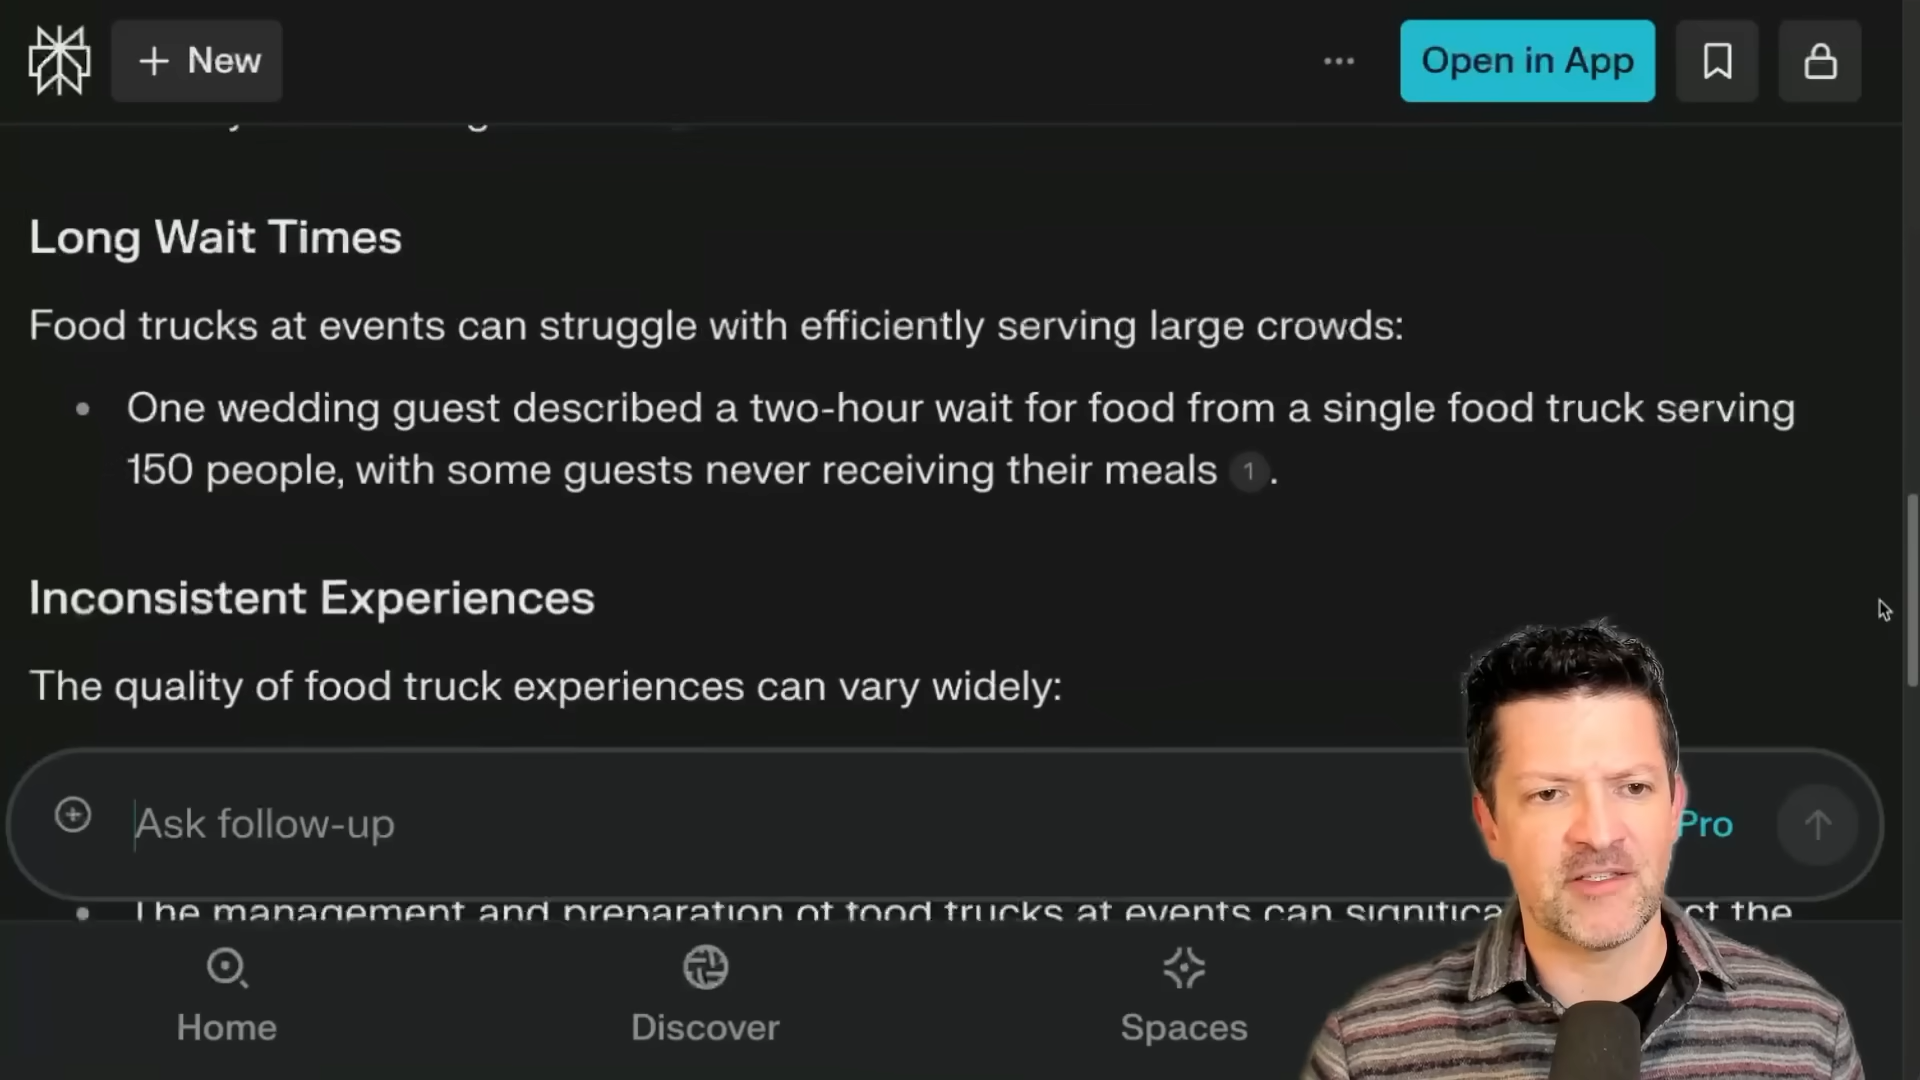 + New
Open in App
Long Wait Times
Food trucks at events can struggle with efficiently serving large crowds:
• One wedding guest described a two-hour wait for food from a single food truck serving
150 people, with some guests never receiving their meals 1.
Inconsistent Experiences
The quality of food truck experiences can vary widely:
Ask follow-up
Pro
• The management and preparation of food trucks at events can the
Home
Discover
Spaces